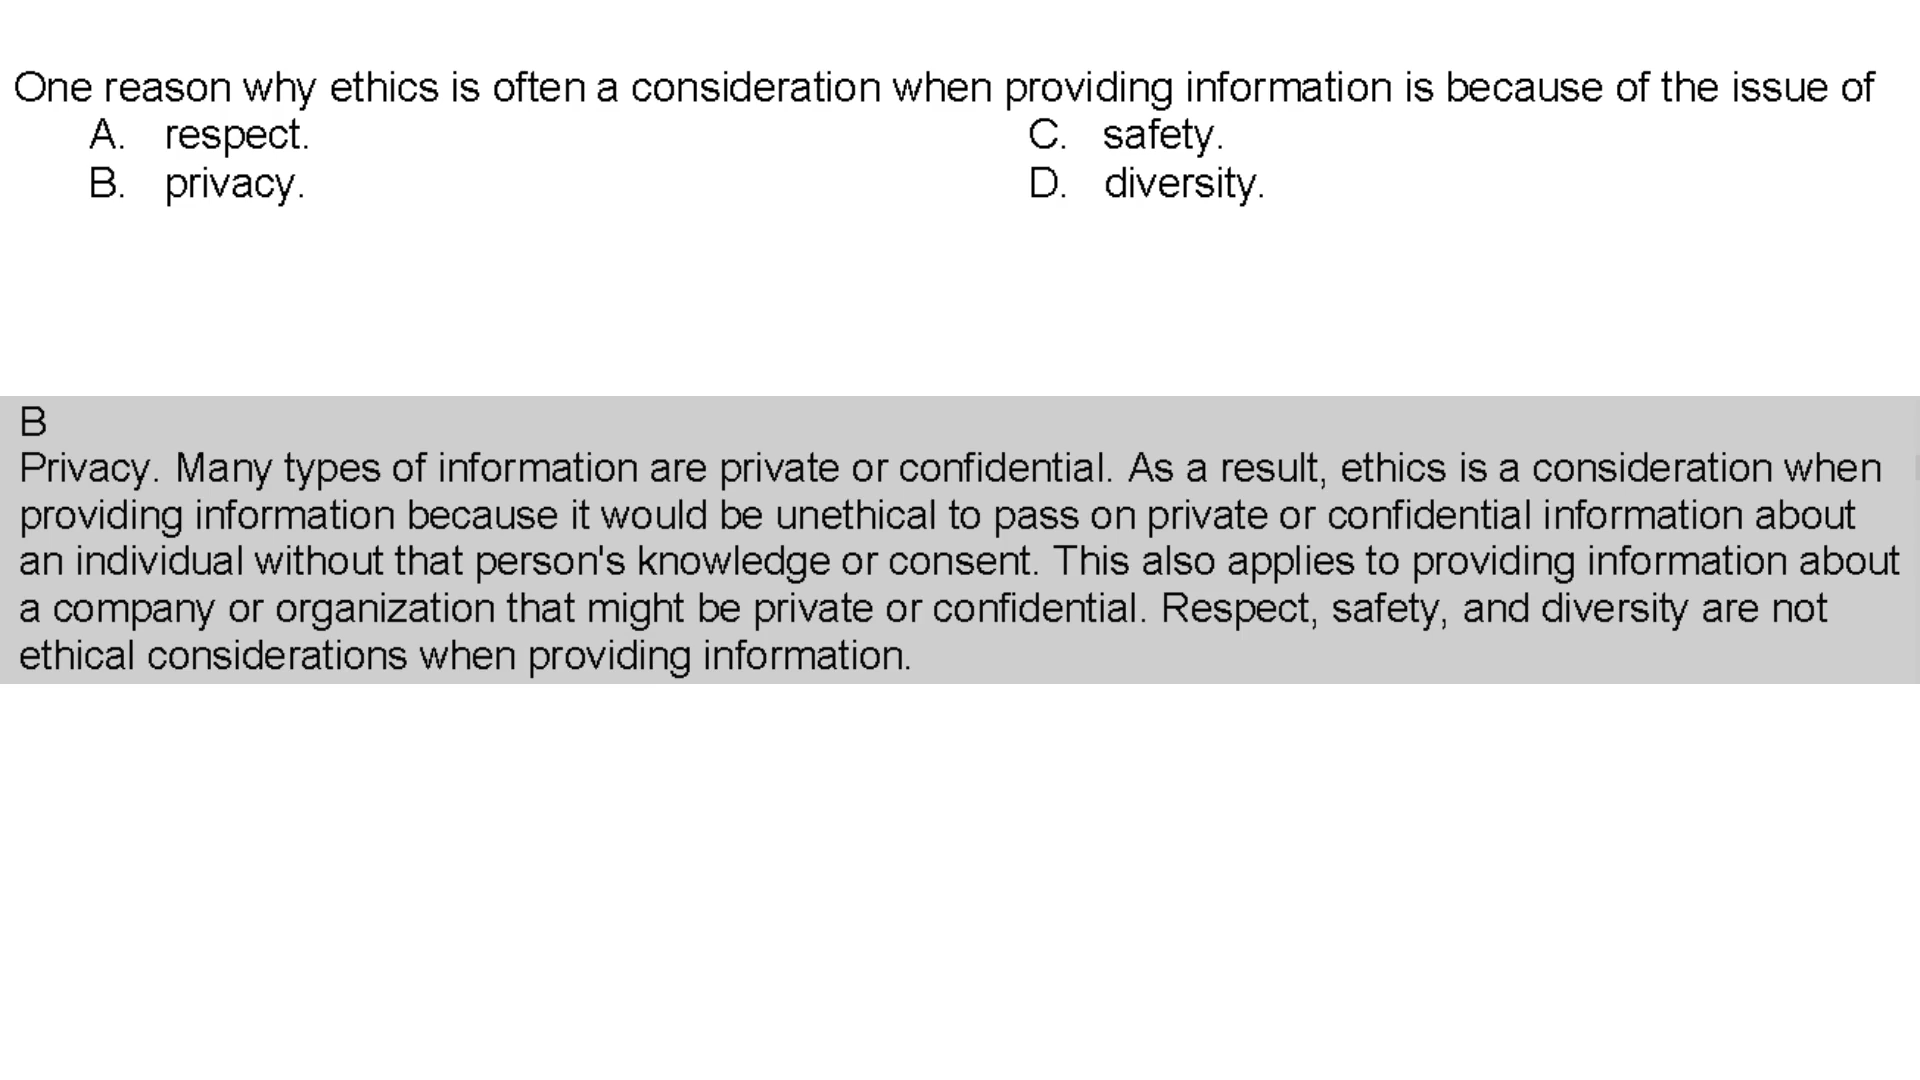 One reason why ethics is often a consideration when providing information is because of the issue of
A. respect.
C. safety.
B. privacy.
D. diversity.
B
Privacy. Many types of information are private or confidential. As a result, ethics is a consideration when
providing information because it would be unethical to pass on private or confidential information about
an individual without that person's knowledge or consent. This also applies to providing information about
a company or organization that might be private or confidential. Respect, safety, and diversity are not
ethical considerations when providing information.